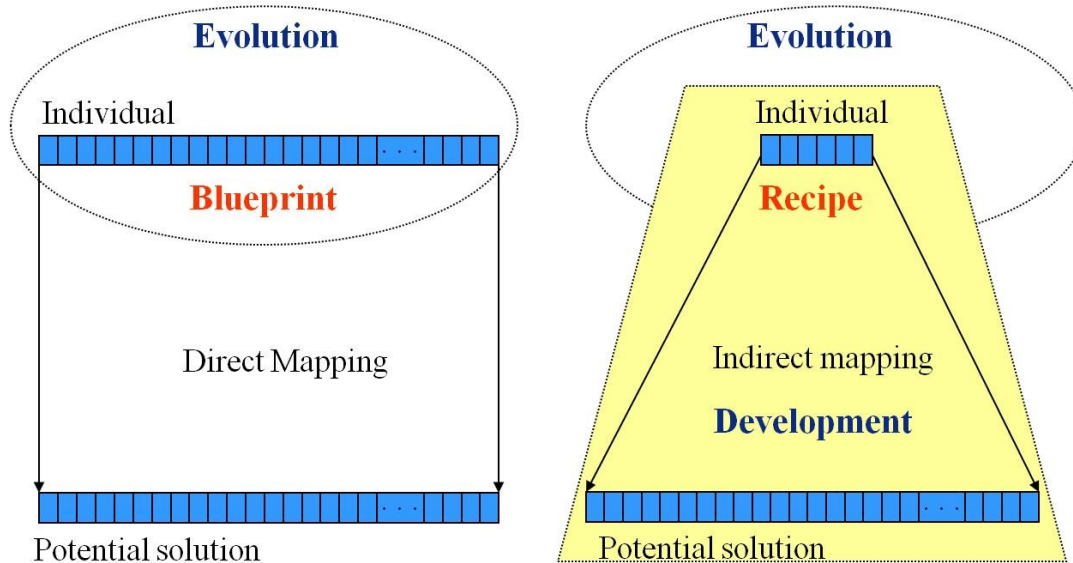 Evolution
Individual
. . .
Blueprint
Direct Mapping
. . .
Potential solution
Evolution
Individual
Recipe
Indirect mapping
Development
. . .
Potential solution